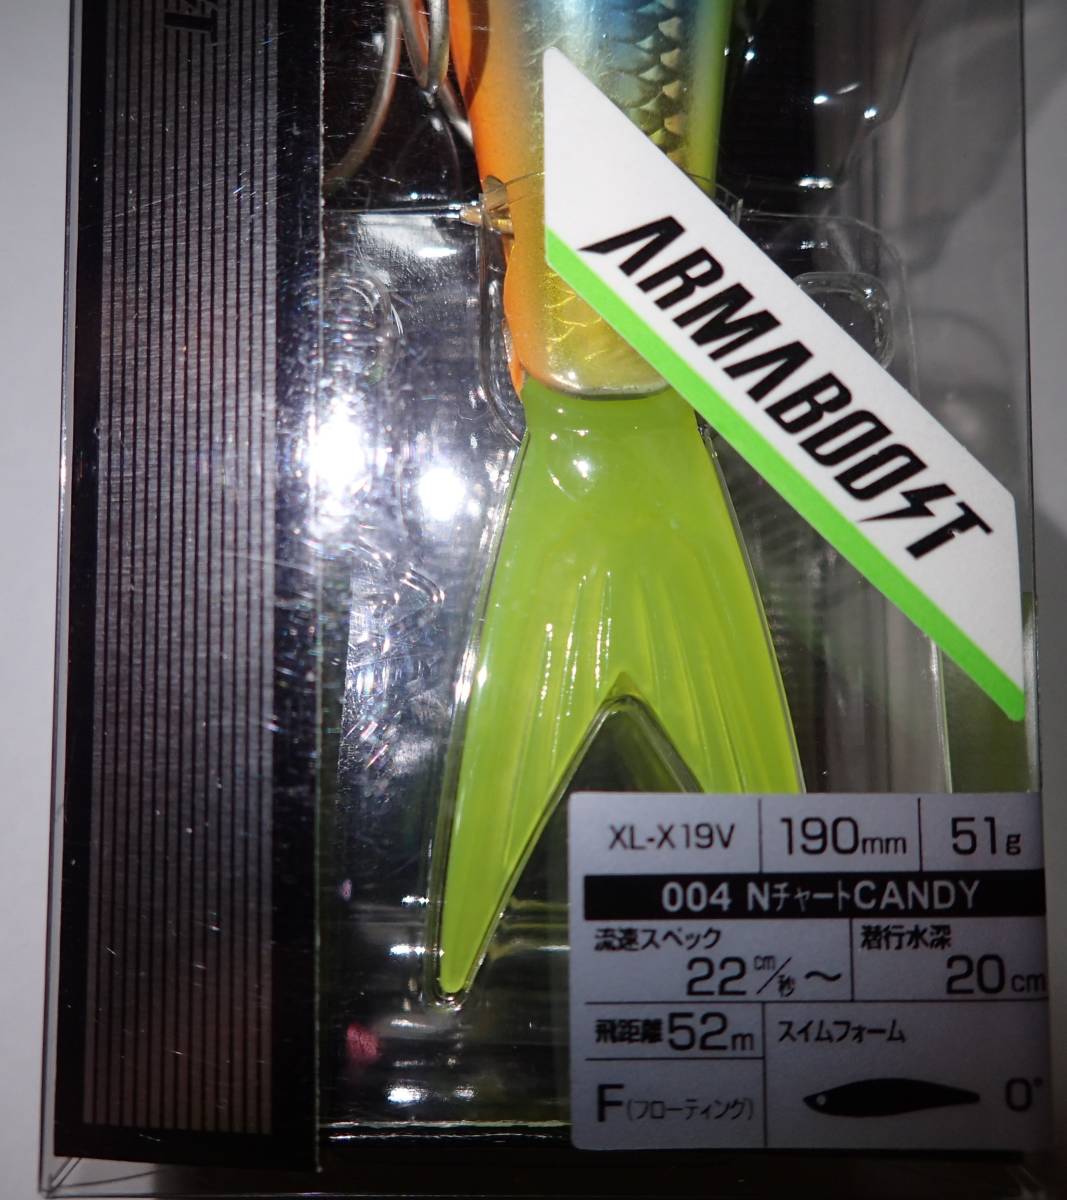 ARMABOOST
XL-X19V 190mm 51g
004 NチャートCANDY
流速スペック 潜行水深
22cm/秒〜 20cm
飛距離52m スイムフォーム
F(フローティング) 0°